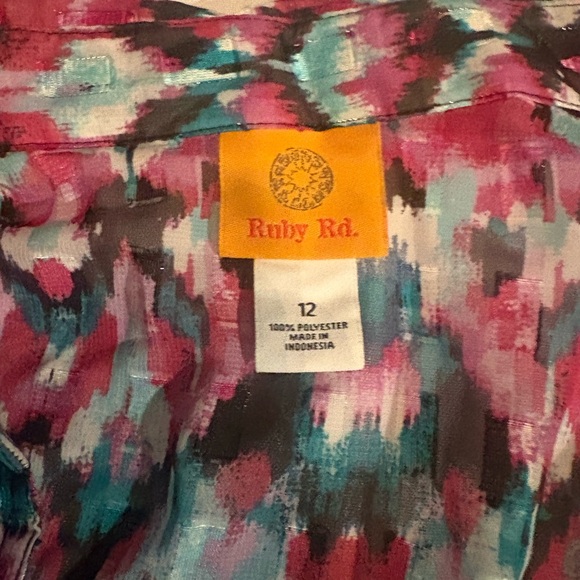 Ruby Rd.
12
100% POLYESTER
MADE IN
INDONESIA